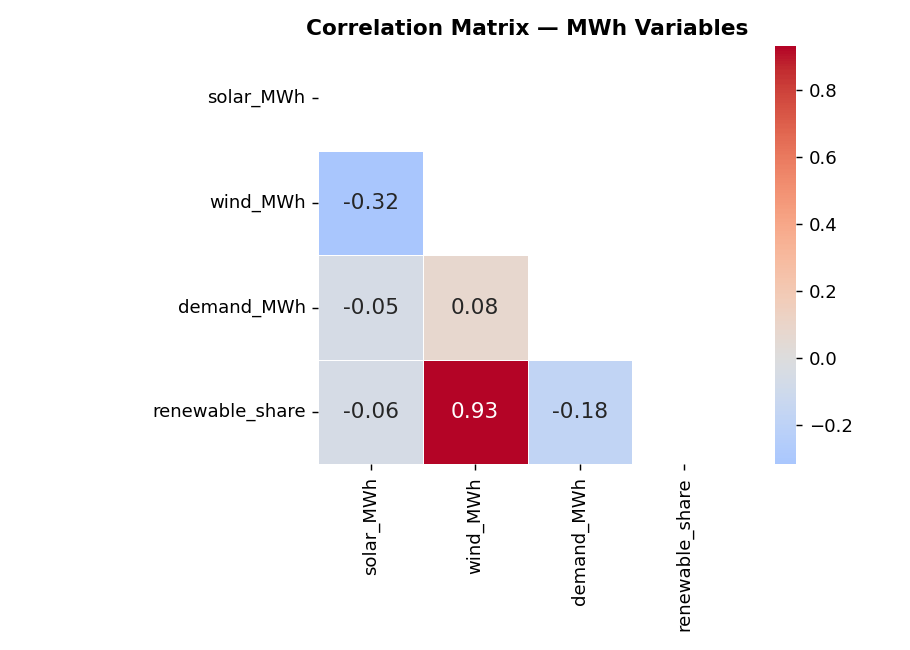 Correlation Matrix — MWh Variables
solar_MWh
wind_MWh
demand_MWh
renewable_share
-0.32
-0.05 0.08
-0.06 0.93 -0.18
solar_MWh
wind_MWh
demand_MWh
renewable_share
0.8
0.6
0.4
0.2
0.0
−0.2